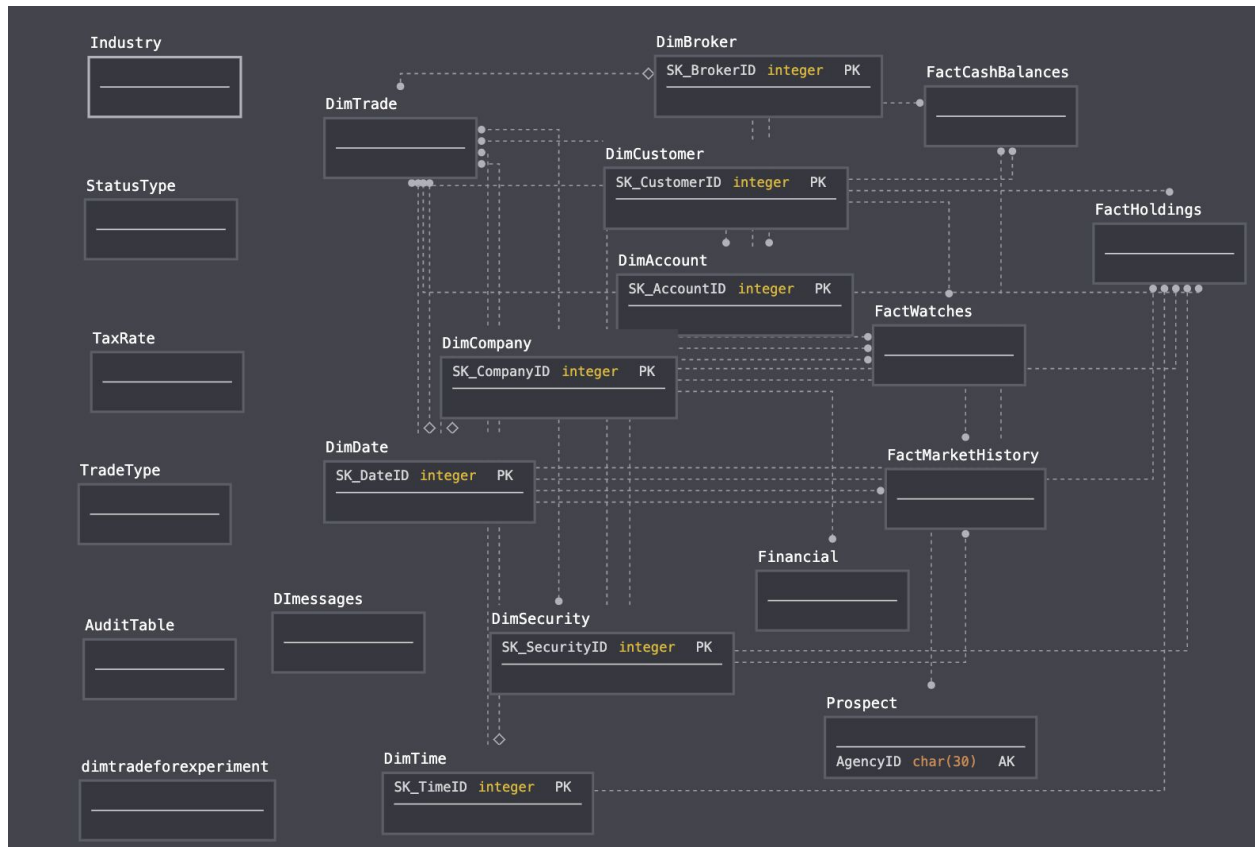 Industry
DimBroker
SK_BrokerID integer PK
FactCashBalances
DimTrade
DimCustomer
SK_CustomerID integer PK
StatusType
FactHoldings
DimAccount
SK_AccountID integer PK
FactWatches
TaxRate
DimCompany
SK_CompanyID integer PK
DimDate
SK_DateID integer PK
FactMarketHistory
TradeType
Financial
DImessages
AuditTable
DimSecurity
SK_SecurityID integer PK
Prospect
AgencyID char(30) AK
dimtradeforexperiment
DimTime
SK_TimeID integer PK